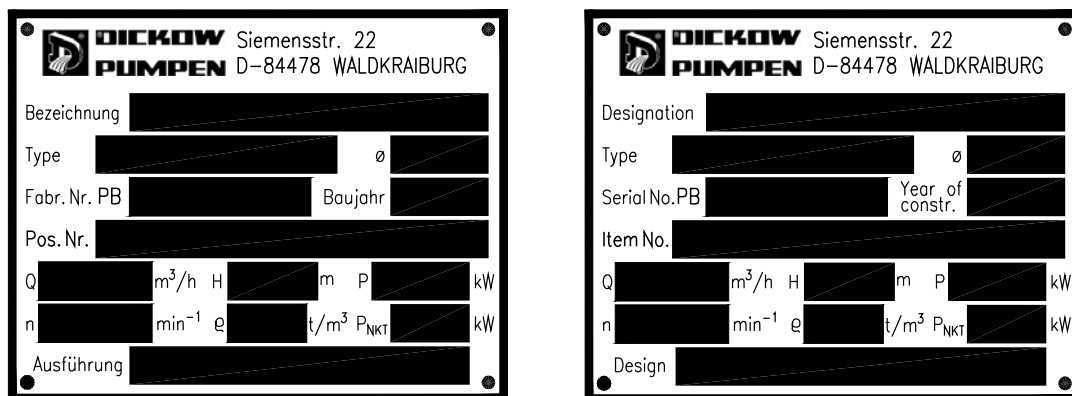 DICKOW PUMPEN
Siemensstr. 22
D-84478 WALDKRAIBURG
Bezeichnung
Type ø
Fabr. Nr. PB Baujahr
Pos. Nr.
Q m³/h H m P kW
n min⁻¹ ϱ t/m³ P_NKT kW
Ausführung
DICKOW PUMPEN
Siemensstr. 22
D-84478 WALDKRAIBURG
Designation
Type ø
Serial No. PB Year of constr.
Item No.
Q m³/h H m P kW
n min⁻¹ ϱ t/m³ P_NKT kW
Design